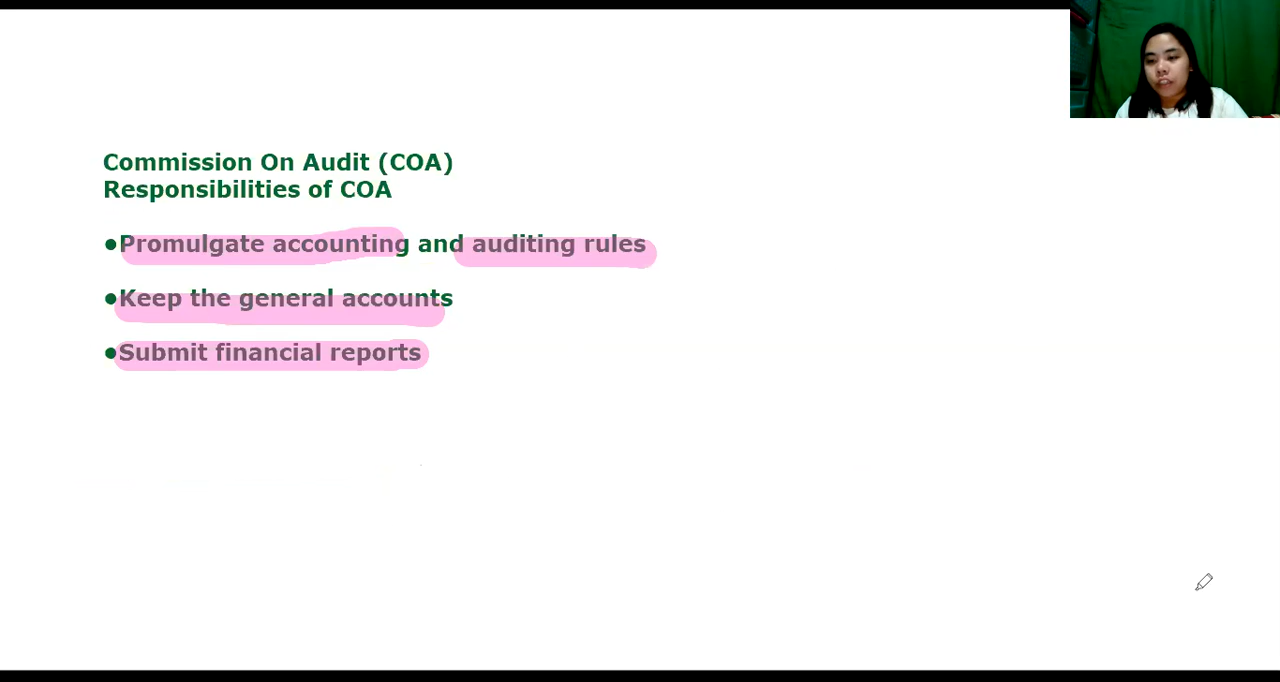 Commission On Audit (COA)
Responsibilities of COA
●Promulgate accounting and auditing rules
●Keep the general accounts
●Submit financial reports